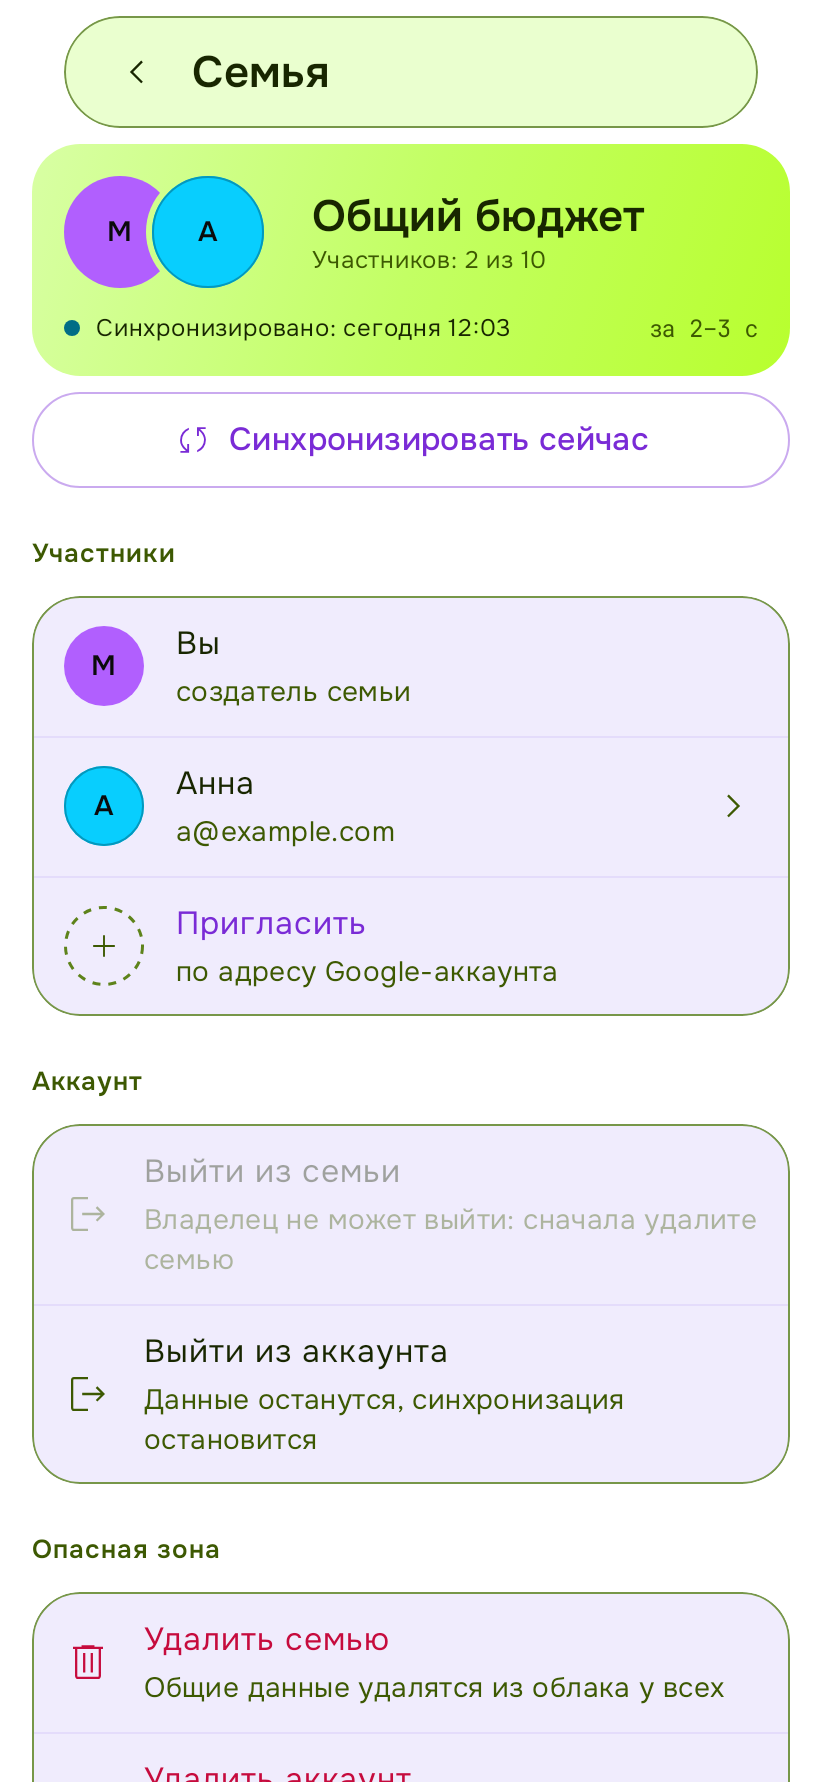 Семья
М
А
Общий бюджет
Участников: 2 из 10
Синхронизировано: сегодня 12:03
за 2–3 с
Синхронизировать сейчас
Участники
М
Вы
создатель семьи
А
Анна
a@example.com
Пригласить
по адресу Google-аккаунта
Аккаунт
Выйти из семьи
Владелец не может выйти: сначала удалите
семью
Выйти из аккаунта
Данные останутся, синхронизация
остановится
Опасная зона
Удалить семью
Общие данные удалятся из облака у всех
Удалить аккаунт